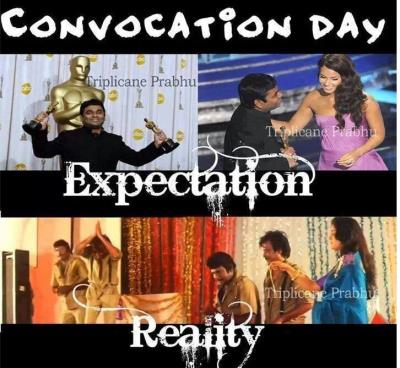 Convocation day
Triplicane Prabhu
Triplicane Prabhu
Expectation
Triplicane Prabhu
Reality